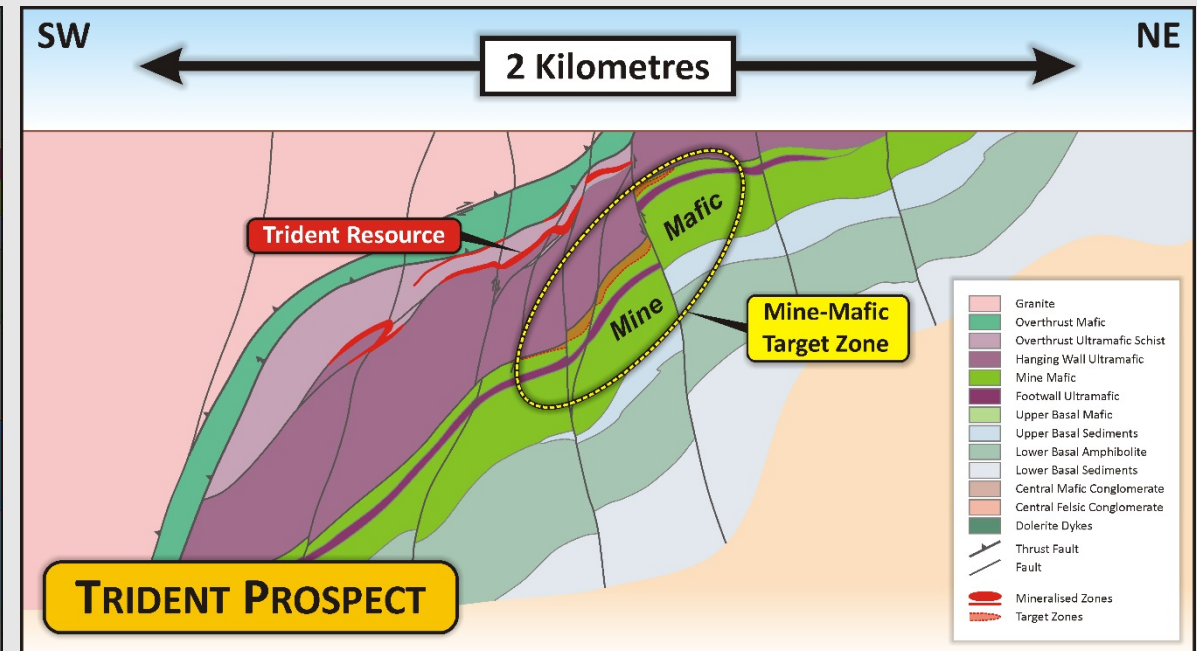 SW
NE
2 Kilometres
Trident Resource
Mafic
Mine
Mine-Mafic
Target Zone
Granite
Overthrust Mafic
Overthrust Ultramafic Schist
Hanging Wall Ultramafic
Mine Mafic
Footwall Ultramafic
Upper Basal Mafic
Upper Basal Sediments
Lower Basal Amphibolite
Lower Basal Sediments
Central Mafic Conglomerate
Central Felsic Conglomerate
Dolerite Dykes
Thrust Fault
Fault
Mineralised Zones
Target Zones
TRIDENT PROSPECT